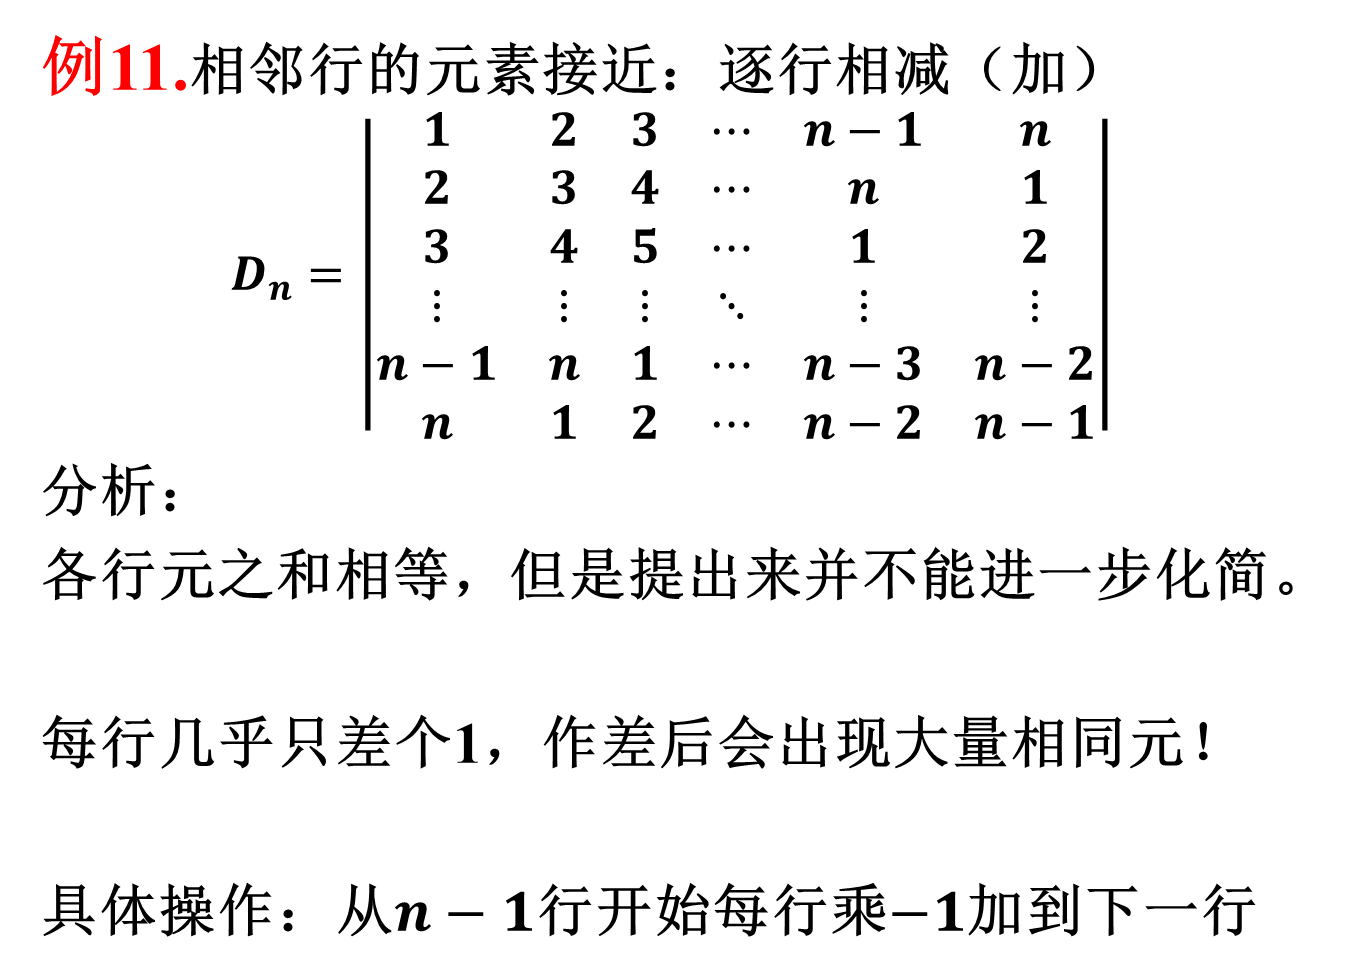 例11.相邻行的元素接近：逐行相减（加）
1 2 3 ⋯ n − 1 n
2 3 4 ⋯ n 1
3 4 5 ⋯ 1 2
Dₙ =
⋮ ⋮ ⋮ ⋱ ⋮ ⋮
n − 1 n 1 ⋯ n − 3 n − 2
n 1 2 ⋯ n − 2 n − 1
分析：
各行元之和相等，但是提出来并不能进一步化简。
每行几乎只差个1，作差后会出现大量相同元！
具体操作：从n − 1行开始每行乘−1加到下一行